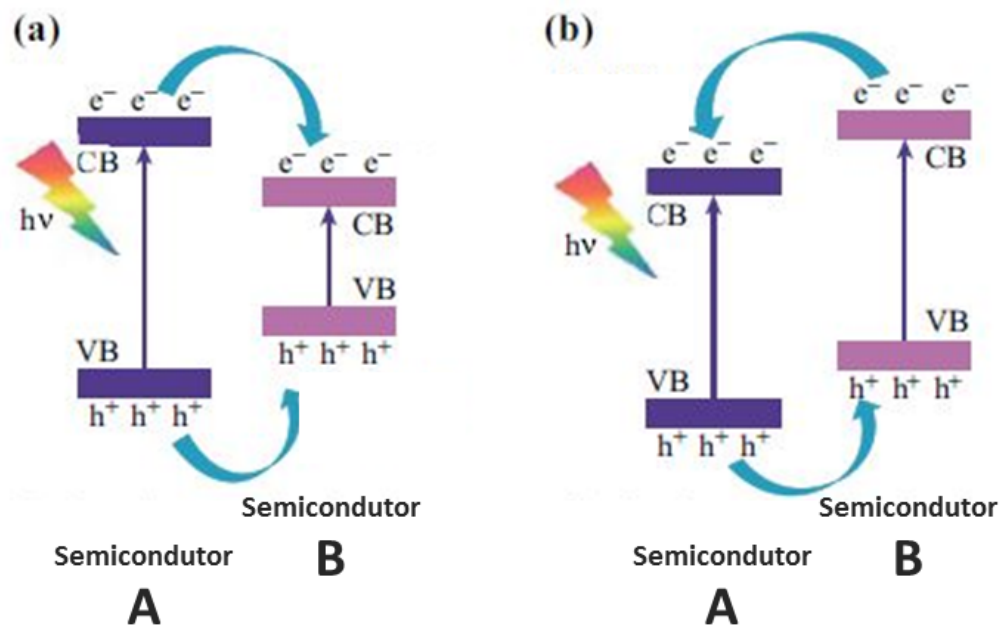 (a)
e⁻ e⁻ e⁻
CB
hν
e⁻ e⁻ e⁻
CB
VB
VB
h⁺ h⁺ h⁺
h⁺ h⁺ h⁺
Semicondutor
B
Semicondutor
A
(b)
e⁻ e⁻ e⁻
CB
e⁻ e⁻ e⁻
CB
hν
VB
VB
h⁺ h⁺ h⁺
h⁺ h⁺ h⁺
Semicondutor
B
Semicondutor
A